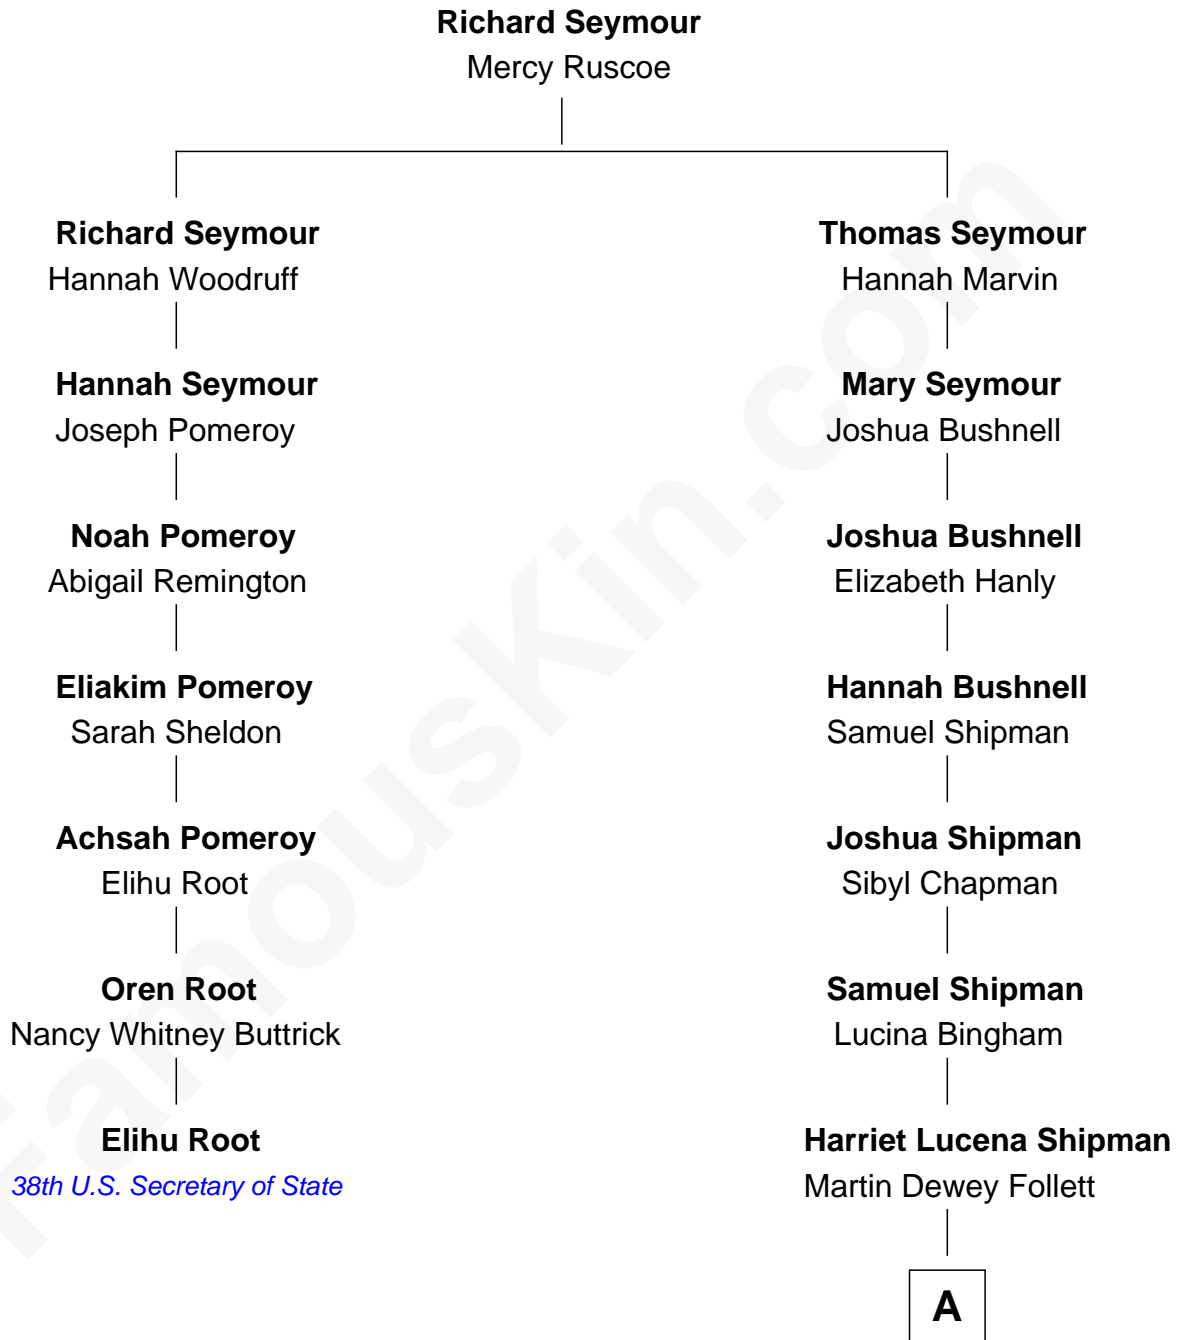 Richard Seymour
Mercy Ruscoe
Richard Seymour
Hannah Woodruff
Hannah Seymour
Joseph Pomeroy
Noah Pomeroy
Abigail Remington
Eliakim Pomeroy
Sarah Sheldon
Achsah Pomeroy
Elihu Root
Oren Root
Nancy Whitney Buttrick
Elihu Root
38th U.S. Secretary of State
Thomas Seymour
Hannah Marvin
Mary Seymour
Joshua Bushnell
Joshua Bushnell
Elizabeth Hanly
Hannah Bushnell
Samuel Shipman
Joshua Shipman
Sibyl Chapman
Samuel Shipman
Lucina Bingham
Harriet Lucena Shipman
Martin Dewey Follett
A
FamousKin.com